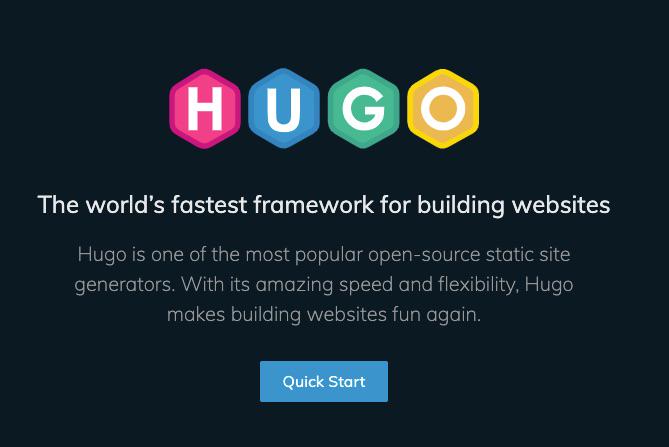 HUGO
The world’s fastest framework for building websites
Hugo is one of the most popular open-source static site
generators. With its amazing speed and flexibility, Hugo
makes building websites fun again.
Quick Start